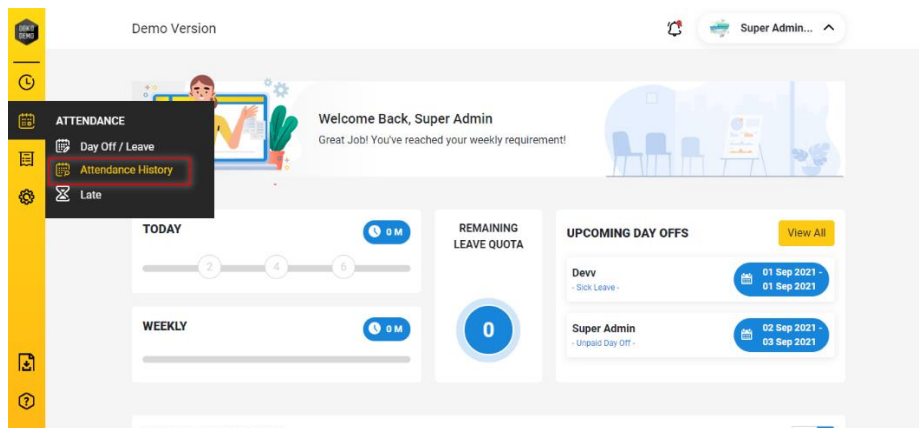 DEXIT
DEMO
Demo Version
Super Admin...
ATTENDANCE
Day Off / Leave
Attendance History
Late
Welcome Back, Super Admin
Great Job! You've reached your weekly requirement!
TODAY
0 M
2
4
6
WEEKLY
0 M
REMAINING
LEAVE QUOTA
0
UPCOMING DAY OFFS
View All
Devv
- Sick Leave -
01 Sep 2021 -
01 Sep 2021
Super Admin
- Unpaid Day Off -
02 Sep 2021 -
03 Sep 2021